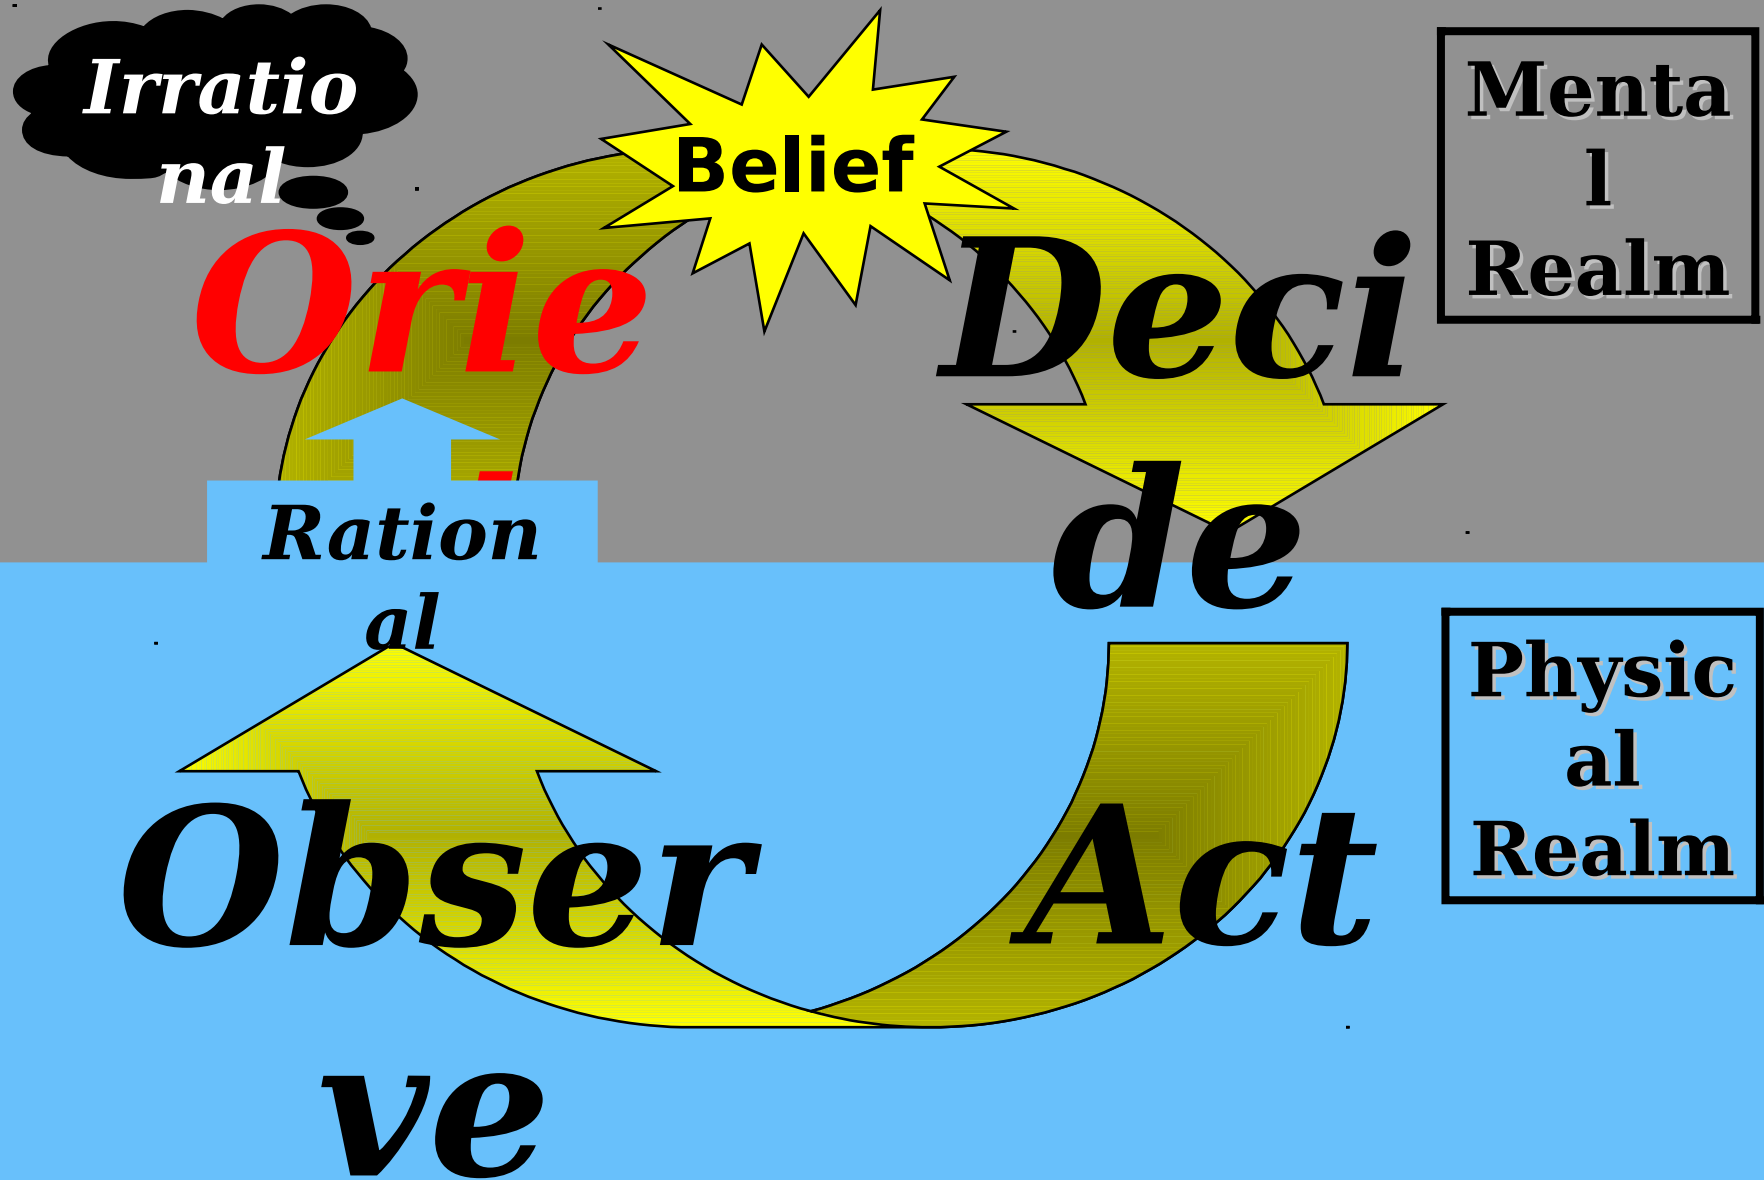 Irratio
nal
Belief
Menta
l
Realm
Orie
Deci
de
Ration
al
Physic
al
Realm
Obser
ve
Act